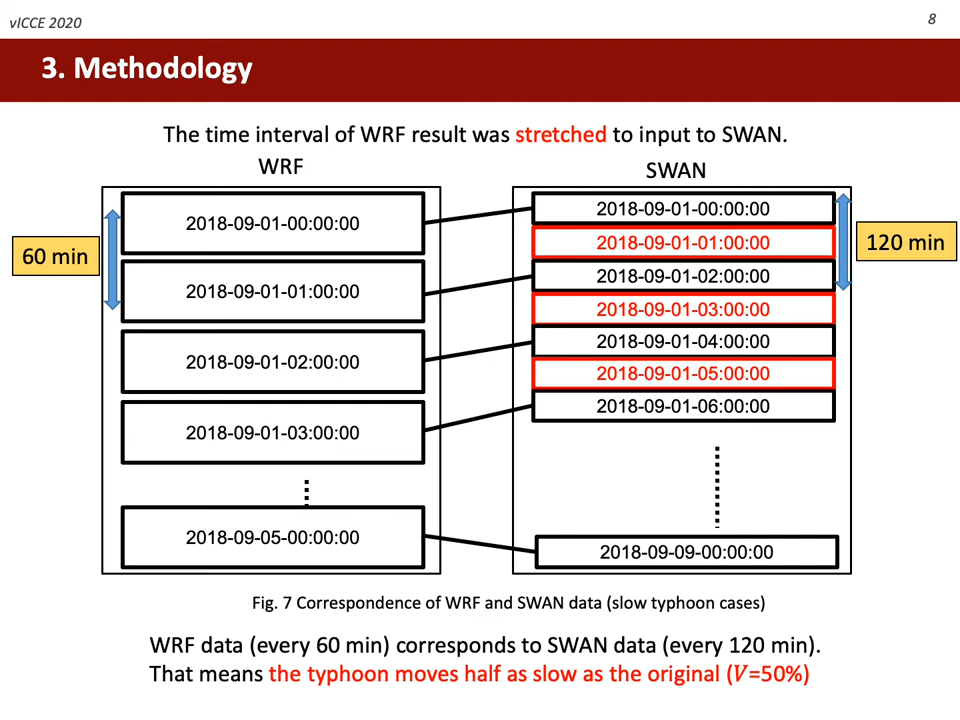 vICCE 2020
8
3. Methodology
The time interval of WRF result was stretched to input to SWAN.
WRF
SWAN
60 min
2018-09-01-00:00:00
2018-09-01-01:00:00
2018-09-01-02:00:00
2018-09-01-03:00:00
2018-09-05-00:00:00
2018-09-01-00:00:00
2018-09-01-01:00:00
2018-09-01-02:00:00
2018-09-01-03:00:00
2018-09-01-04:00:00
2018-09-01-05:00:00
2018-09-01-06:00:00
2018-09-09-00:00:00
120 min
Fig. 7 Correspondence of WRF and SWAN data (slow typhoon cases)
WRF data (every 60 min) corresponds to SWAN data (every 120 min).
That means the typhoon moves half as slow as the original (V=50%)